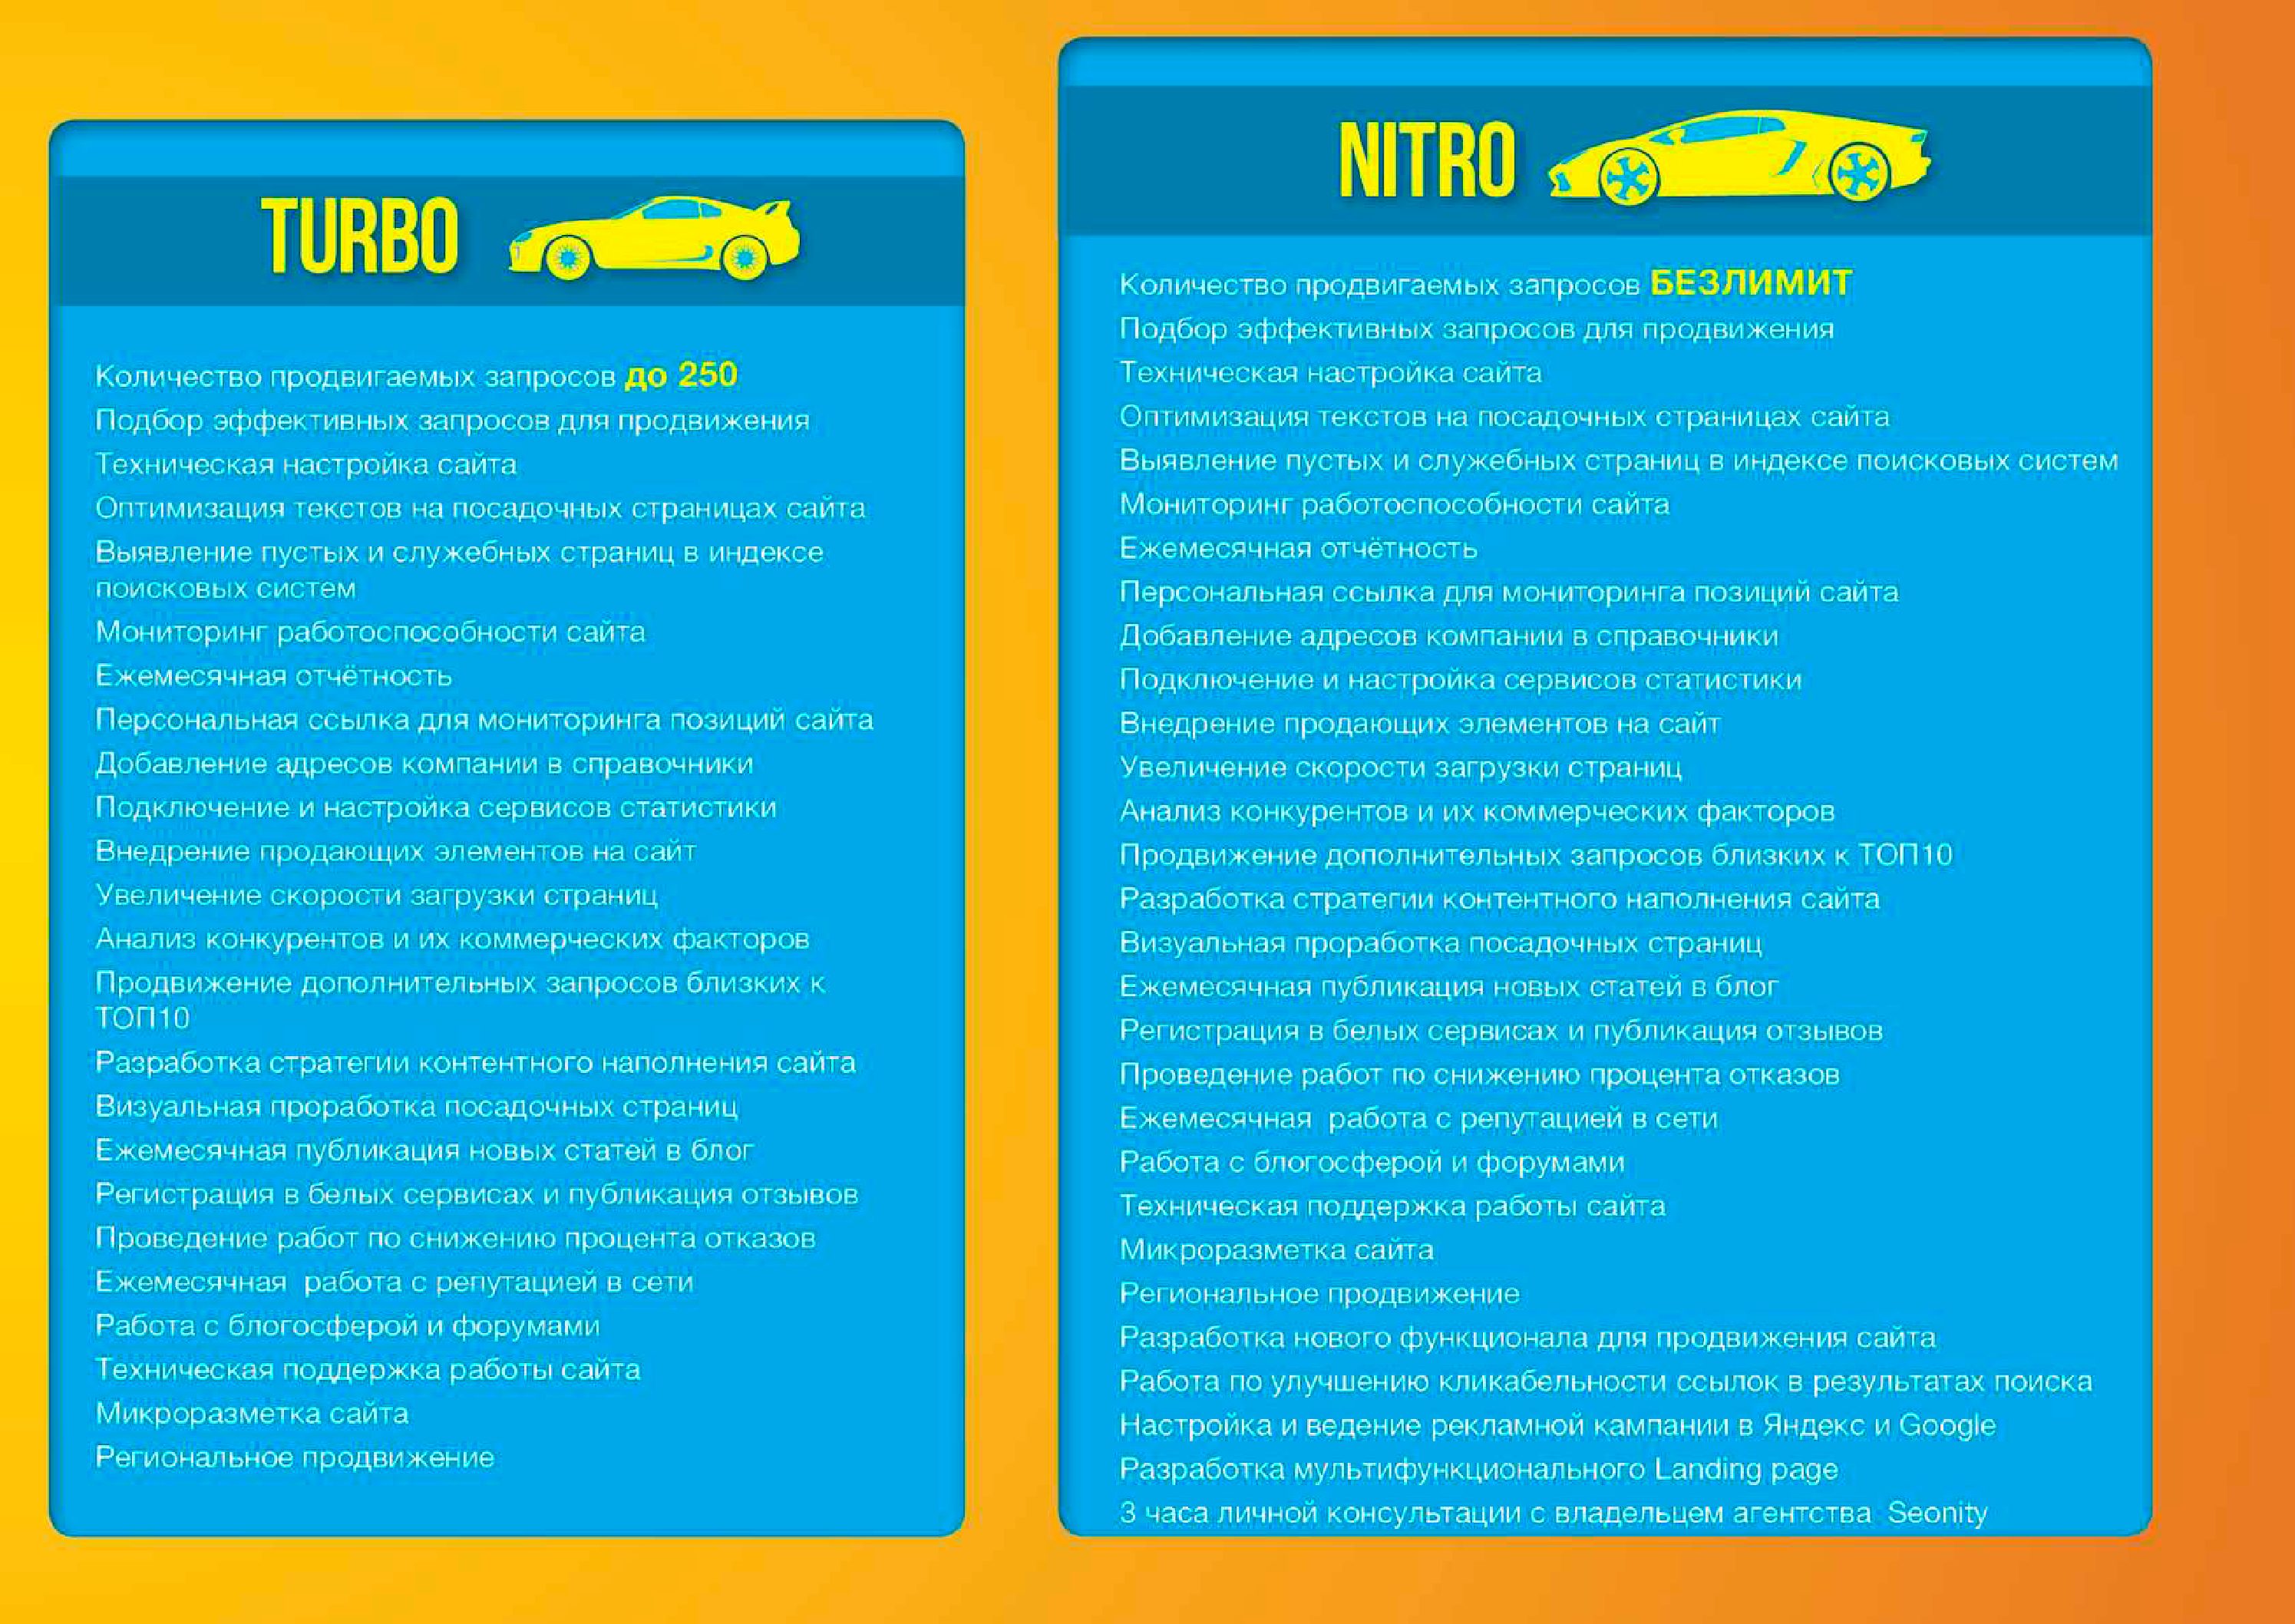 TURBO
Количество продвигаемых запросов до 250
Подбор эффективных запросов для продвижения
Техническая настройка сайта
Оптимизация текстов на посадочных страницах сайта
Выявление пустых и служебных страниц в индексе
поисковых систем
Мониторинг работоспособности сайта
Ежемесячная отчётность
Персональная ссылка для мониторинга позиций сайта
Добавление адресов компании в справочники
Подключение и настройка сервисов статистики
Внедрение продающих элементов на сайт
Увеличение скорости загрузки страниц
Анализ конкурентов и их коммерческих факторов
Продвижение дополнительных запросов близких к
ТОП10
Разработка стратегии контентного наполнения сайта
Визуальная проработка посадочных страниц
Ежемесячная публикация новых статей в блог
Регистрация в белых сервисах и публикация отзывов
Проведение работ по снижению процента отказов
Ежемесячная  работа с репутацией в сети
Работа с блогосферой и форумами
Техническая поддержка работы сайта
Микроразметка сайта
Региональное продвижение
NITRO
Количество продвигаемых запросов БЕЗЛИМИТ
Подбор эффективных запросов для продвижения
Техническая настройка сайта
Оптимизация текстов на посадочных страницах сайта
Выявление пустых и служебных страниц в индексе поисковых систем
Мониторинг работоспособности сайта
Ежемесячная отчётность
Персональная ссылка для мониторинга позиций сайта
Добавление адресов компании в справочники
Подключение и настройка сервисов статистики
Внедрение продающих элементов на сайт
Увеличение скорости загрузки страниц
Анализ конкурентов и их коммерческих факторов
Продвижение дополнительных запросов близких к ТОП10
Разработка стратегии контентного наполнения сайта
Визуальная проработка посадочных страниц
Ежемесячная публикация новых статей в блог
Регистрация в белых сервисах и публикация отзывов
Проведение работ по снижению процента отказов
Ежемесячная  работа с репутацией в сети
Работа с блогосферой и форумами
Техническая поддержка работы сайта
Микроразметка сайта
Региональное продвижение
Разработка нового функционала для продвижения сайта
Работа по улучшению кликабельности ссылок в результатах поиска
Настройка и ведение рекламной кампании в Яндекс и Google
Разработка мультифункционального Landing page
3 часа личной консультации с владельцем агентства  Seonity